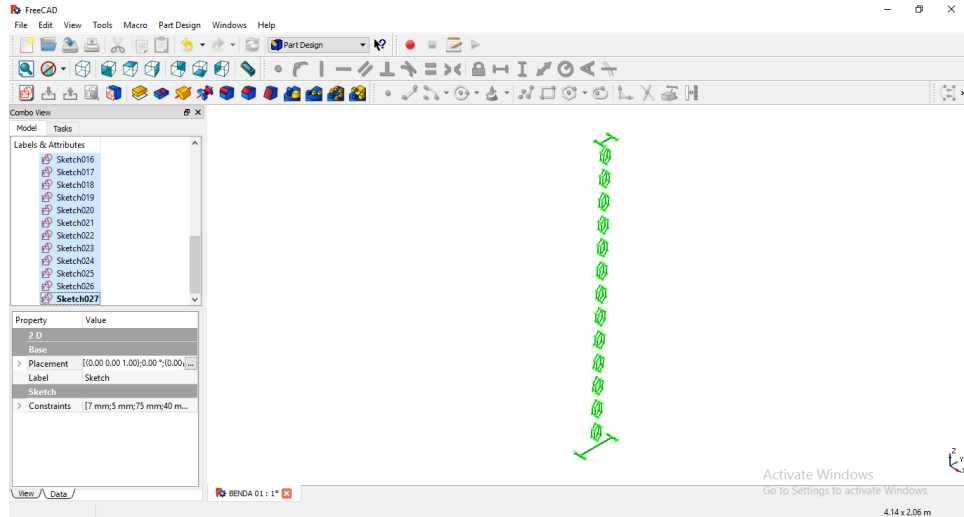 FreeCAD
File Edit View Tools Macro Part Design Windows Help
Part Design
Combo View
Model Tasks
Labels & Attributes
Sketch016
Sketch017
Sketch018
Sketch019
Sketch020
Sketch021
Sketch022
Sketch023
Sketch024
Sketch025
Sketch026
Sketch027
Property Value
2 D
Base
Placement [(0.00 0.00 1.00);0.00 °;(0.00, ...
Label Sketch
Sketch
Constraints [7 mm;5 mm;75 mm;40 m...
View Data
BENDA 01 : 1*
Z
Y
Activate Windows
Go to Settings to activate Windows.
4.14 x 2.06 m